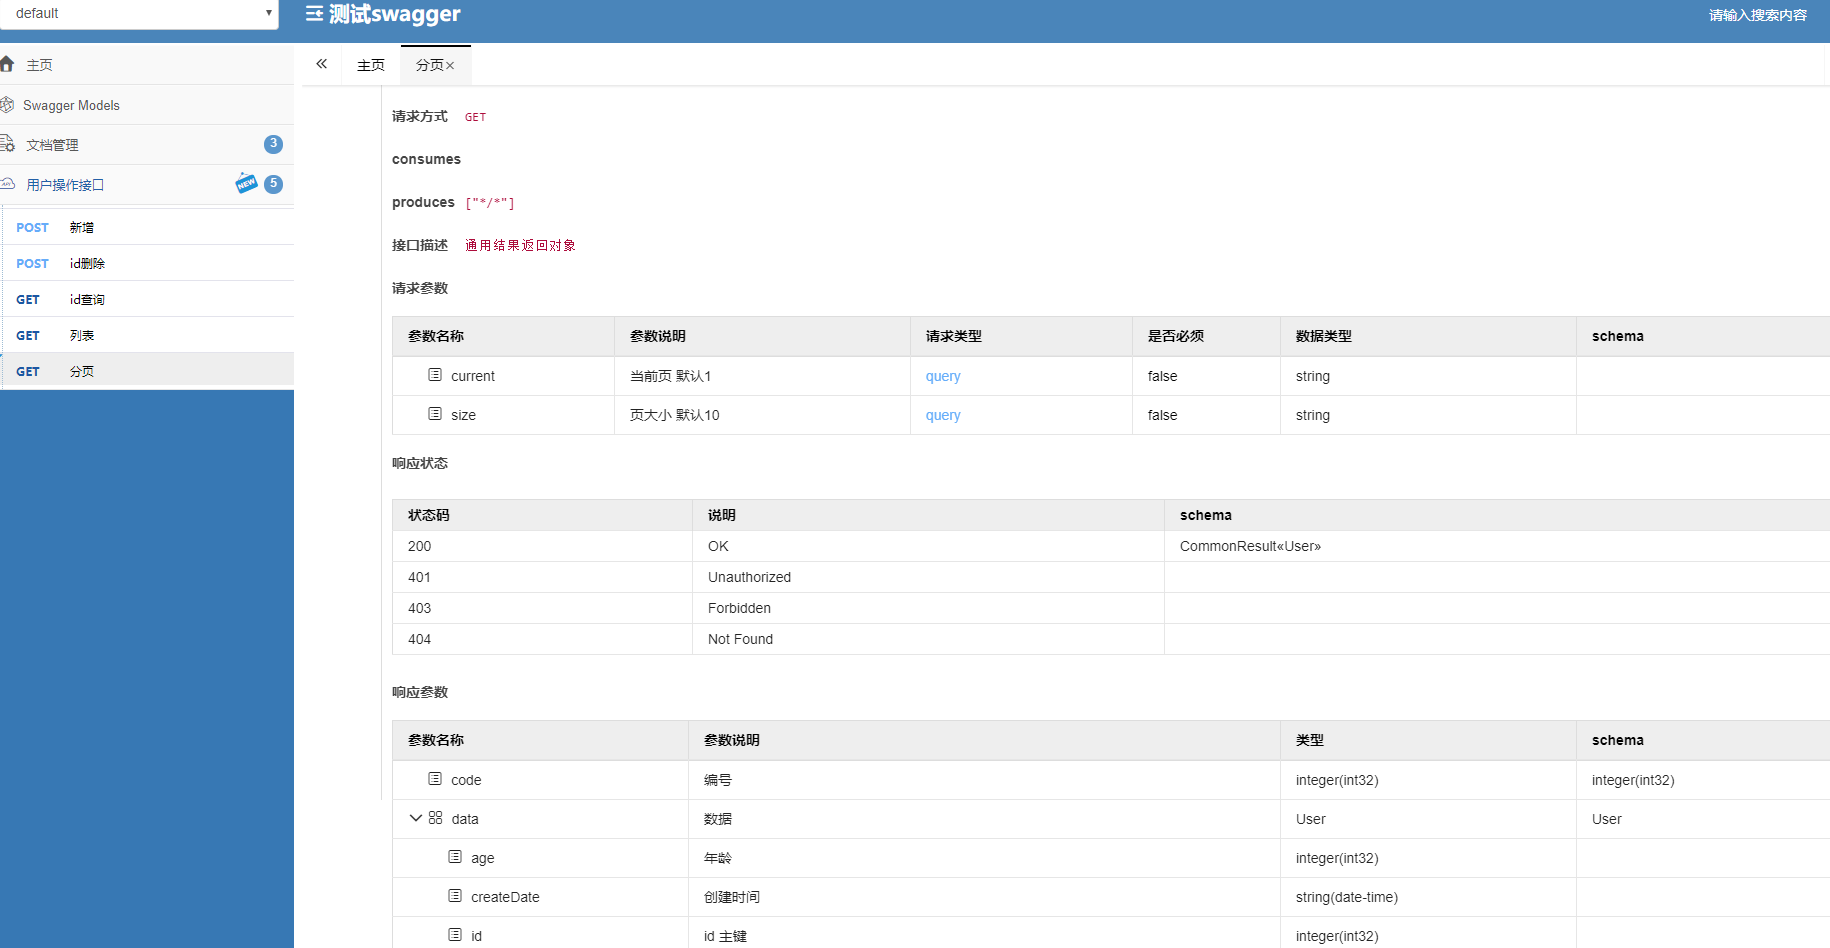 default
测试swagger
请输入搜索内容
主页
Swagger Models
文档管理 3
用户操作接口 NEW 5
POST 新增
POST id删除
GET id查询
GET 列表
GET 分页
主页 分页×
请求方式 GET
consumes
produces ["*/*"]
接口描述 通用结果返回对象
请求参数
参数名称 参数说明 请求类型 是否必须 数据类型 schema
current 当前页 默认1 query false string
size 页大小 默认10 query false string
响应状态
状态码 说明 schema
200 OK CommonResult«User»
401 Unauthorized
403 Forbidden
404 Not Found
响应参数
参数名称 参数说明 类型 schema
code 编号 integer(int32) integer(int32)
data 数据 User User
age 年龄 integer(int32)
createDate 创建时间 string(date-time)
id id 主键 integer(int32)